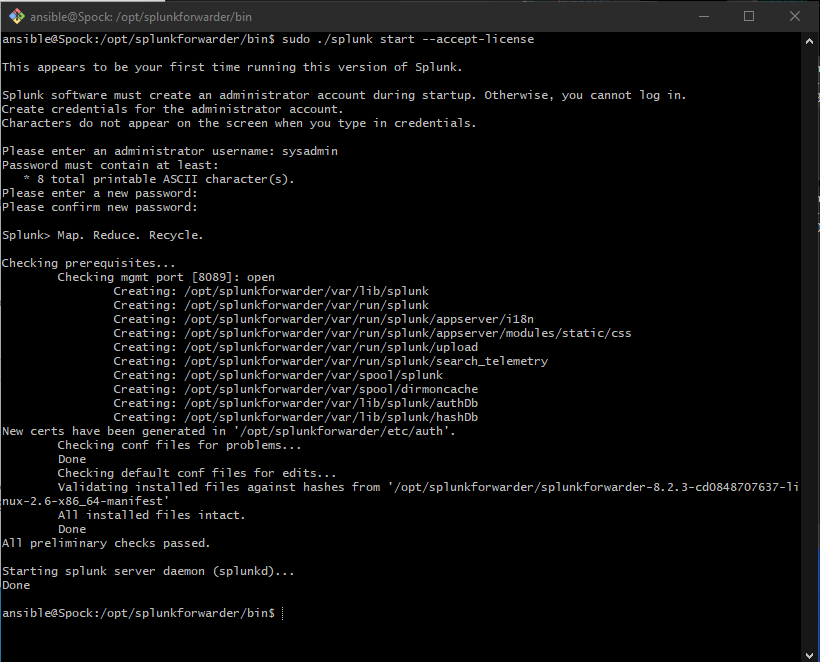 ansible@Spock: /opt/splunkforwarder/bin
ansible@Spock:/opt/splunkforwarder/bin$ sudo ./splunk start --accept-license
This appears to be your first time running this version of Splunk.
Splunk software must create an administrator account during startup. Otherwise, you cannot log in.
Create credentials for the administrator account.
Characters do not appear on the screen when you type in credentials.
Please enter an administrator username: sysadmin
Password must contain at least:
   * 8 total printable ASCII character(s).
Please enter a new password:
Please confirm new password:
Splunk> Map. Reduce. Recycle.
Checking prerequisites...
        Checking mgmt port [8089]: open
                Creating: /opt/splunkforwarder/var/lib/splunk
                Creating: /opt/splunkforwarder/var/run/splunk
                Creating: /opt/splunkforwarder/var/run/splunk/appserver/i18n
                Creating: /opt/splunkforwarder/var/run/splunk/appserver/modules/static/css
                Creating: /opt/splunkforwarder/var/run/splunk/upload
                Creating: /opt/splunkforwarder/var/run/splunk/search_telemetry
                Creating: /opt/splunkforwarder/var/spool/splunk
                Creating: /opt/splunkforwarder/var/spool/dirmoncache
                Creating: /opt/splunkforwarder/var/lib/splunk/authDb
                Creating: /opt/splunkforwarder/var/lib/splunk/hashDb
New certs have been generated in '/opt/splunkforwarder/etc/auth'.
        Checking conf files for problems...
        Done
        Checking default conf files for edits...
        Validating installed files against hashes from '/opt/splunkforwarder/splunkforwarder-8.2.3-cd0848707637-li
nux-2.6-x86_64-manifest'
        All installed files intact.
        Done
All preliminary checks passed.
Starting splunk server daemon (splunkd)...
Done
ansible@Spock:/opt/splunkforwarder/bin$